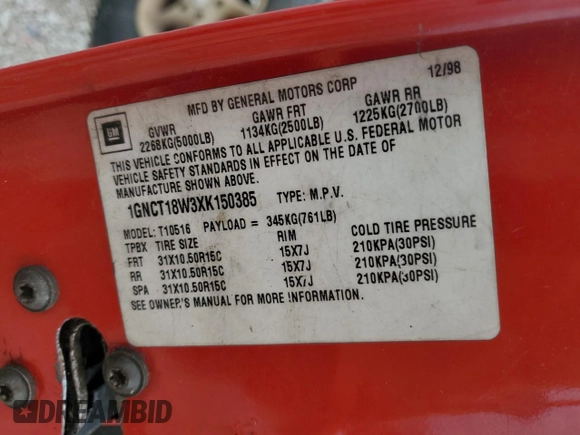 GM
MFD BY GENERAL MOTORS CORP 12/98
GVWR GAWR FRT GAWR RR
2268KG(5000LB) 1134KG(2500LB) 1225KG(2700LB)
THIS VEHICLE CONFORMS TO ALL APPLICABLE U.S. FEDERAL MOTOR
VEHICLE SAFETY STANDARDS IN EFFECT ON THE DATE OF
MANUFACTURE SHOWN ABOVE.
1GNCT18W3XK150385 TYPE: M.P.V.
MODEL: T10516 PAYLOAD = 345KG(761LB)
TPBX TIRE SIZE RIM COLD TIRE PRESSURE
FRT 31X10.50R15C 15X7J 210KPA(30PSI)
RR 31X10.50R15C 15X7J 210KPA(30PSI)
SPA 31X10.50R15C 15X7J 210KPA(30PSI)
SEE OWNER'S MANUAL FOR MORE INFORMATION.
DREAMBID